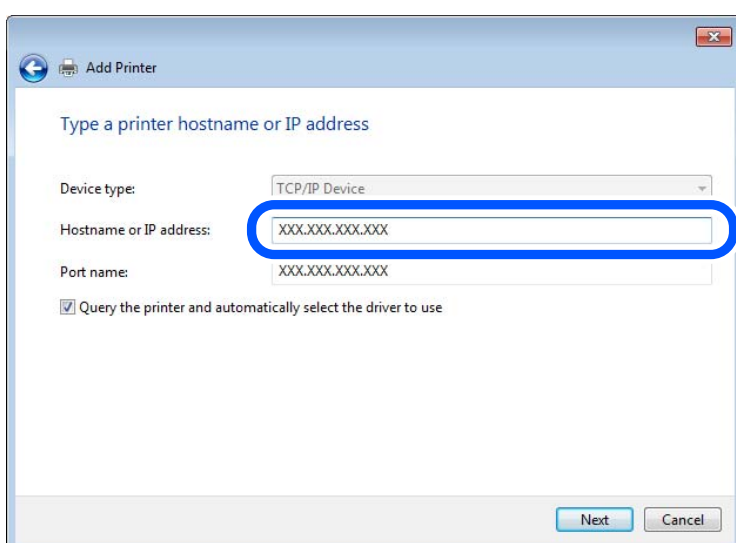 Add Printer
Type a printer hostname or IP address
Device type: TCP/IP Device
Hostname or IP address: XXX.XXX.XXX.XXX
Port name: XXX.XXX.XXX.XXX
Query the printer and automatically select the driver to use
Next Cancel